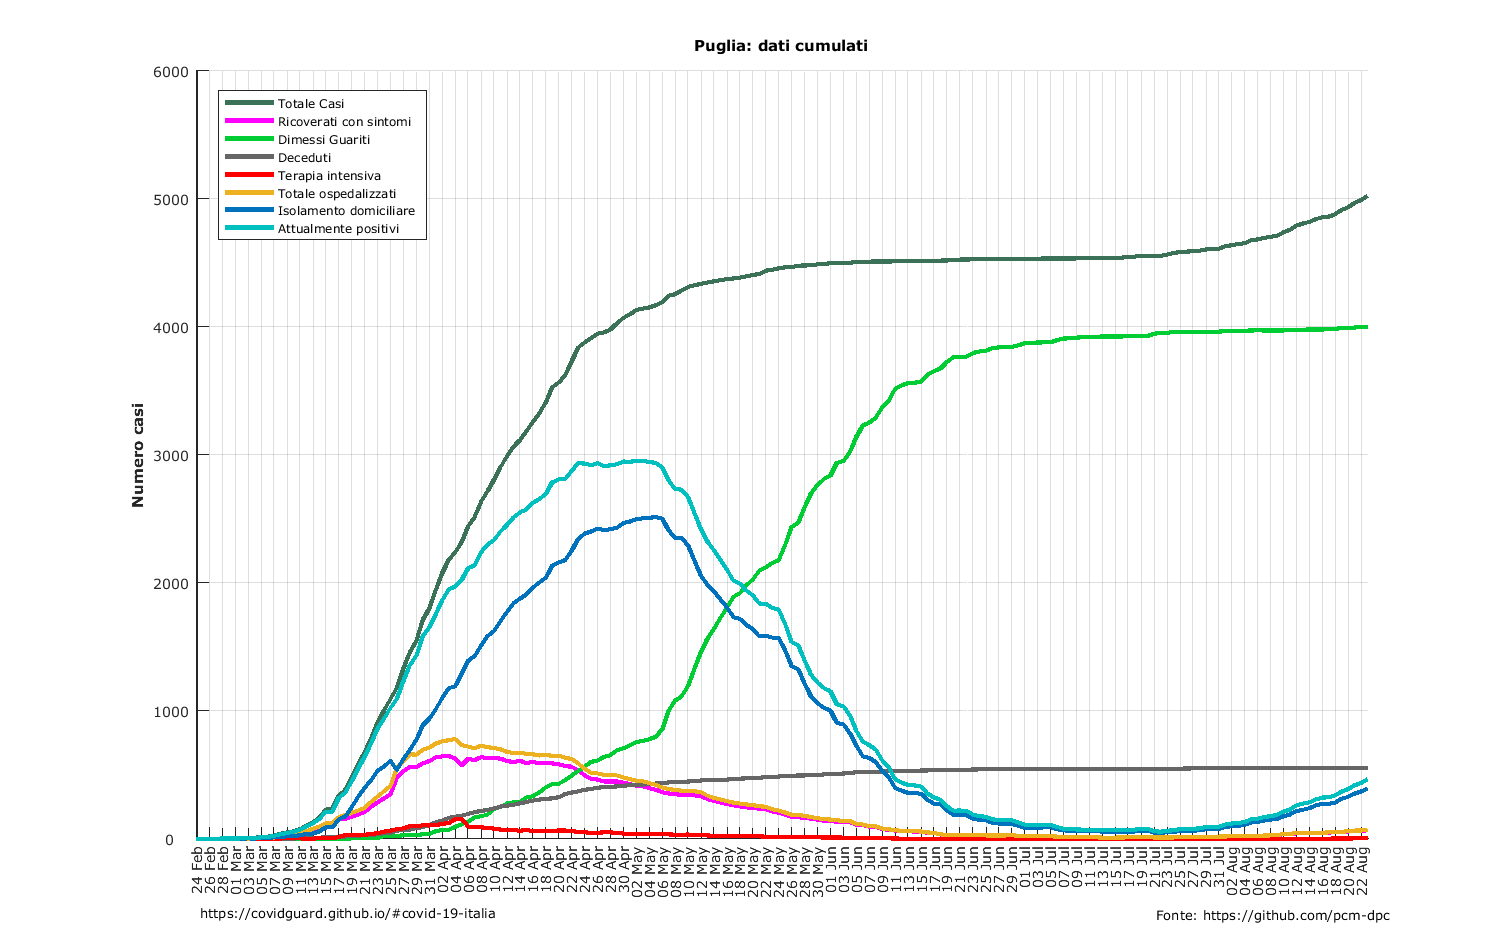 Puglia: dati cumulati
6000
5000
4000
3000
2000
1000
0
Numero casi
Totale Casi
Ricoverati con sintomi
Dimessi Guariti
Deceduti
Terapia intensiva
Totale ospedalizzati
Isolamento domiciliare
Attualmente positivi
24 Feb
26 Feb
28 Feb
01 Mar
03 Mar
05 Mar
07 Mar
09 Mar
11 Mar
13 Mar
15 Mar
17 Mar
19 Mar
21 Mar
23 Mar
25 Mar
27 Mar
29 Mar
31 Mar
02 Apr
04 Apr
06 Apr
08 Apr
10 Apr
12 Apr
14 Apr
16 Apr
18 Apr
20 Apr
22 Apr
24 Apr
26 Apr
28 Apr
30 Apr
02 May
04 May
06 May
08 May
10 May
12 May
14 May
16 May
18 May
20 May
22 May
24 May
26 May
28 May
30 May
01 Jun
03 Jun
05 Jun
07 Jun
09 Jun
11 Jun
13 Jun
15 Jun
17 Jun
19 Jun
21 Jun
23 Jun
25 Jun
27 Jun
29 Jun
01 Jul
03 Jul
05 Jul
07 Jul
09 Jul
11 Jul
13 Jul
15 Jul
17 Jul
19 Jul
21 Jul
23 Jul
25 Jul
27 Jul
29 Jul
31 Jul
02 Aug
04 Aug
06 Aug
08 Aug
10 Aug
12 Aug
14 Aug
16 Aug
18 Aug
20 Aug
22 Aug
https://covidguard.github.io/#covid-19-italia
Fonte: https://github.com/pcm-dpc